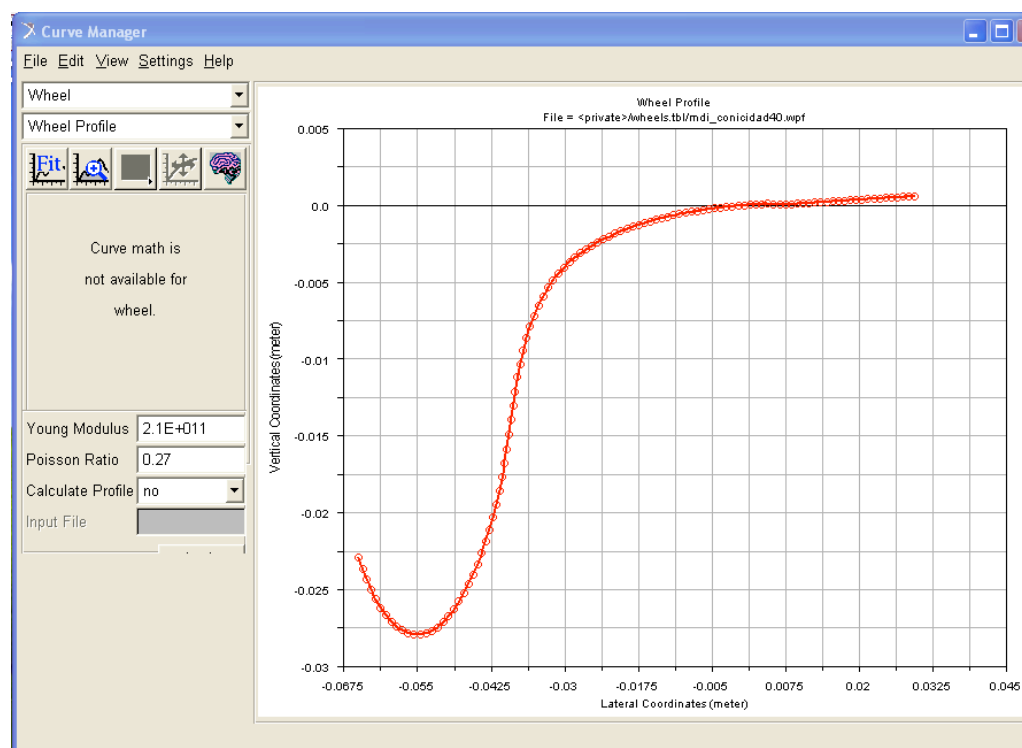 Curve Manager
File Edit View Settings Help
Wheel
Wheel Profile
Fit.
Curve math is
not available for
wheel.
Young Modulus 2.1E+011
Poisson Ratio 0.27
Calculate Profile no
Input File
Wheel Profile
File = <private>/wheels.tbl/mdi_conicidad40.wpf
0.005
0.0
-0.005
-0.01
-0.015
-0.02
-0.025
-0.03
Vertical Coordinates (meter)
-0.0675 -0.055 -0.0425 -0.03 -0.0175 -0.005 0.0075 0.02 0.0325 0.045
Lateral Coordinates (meter)